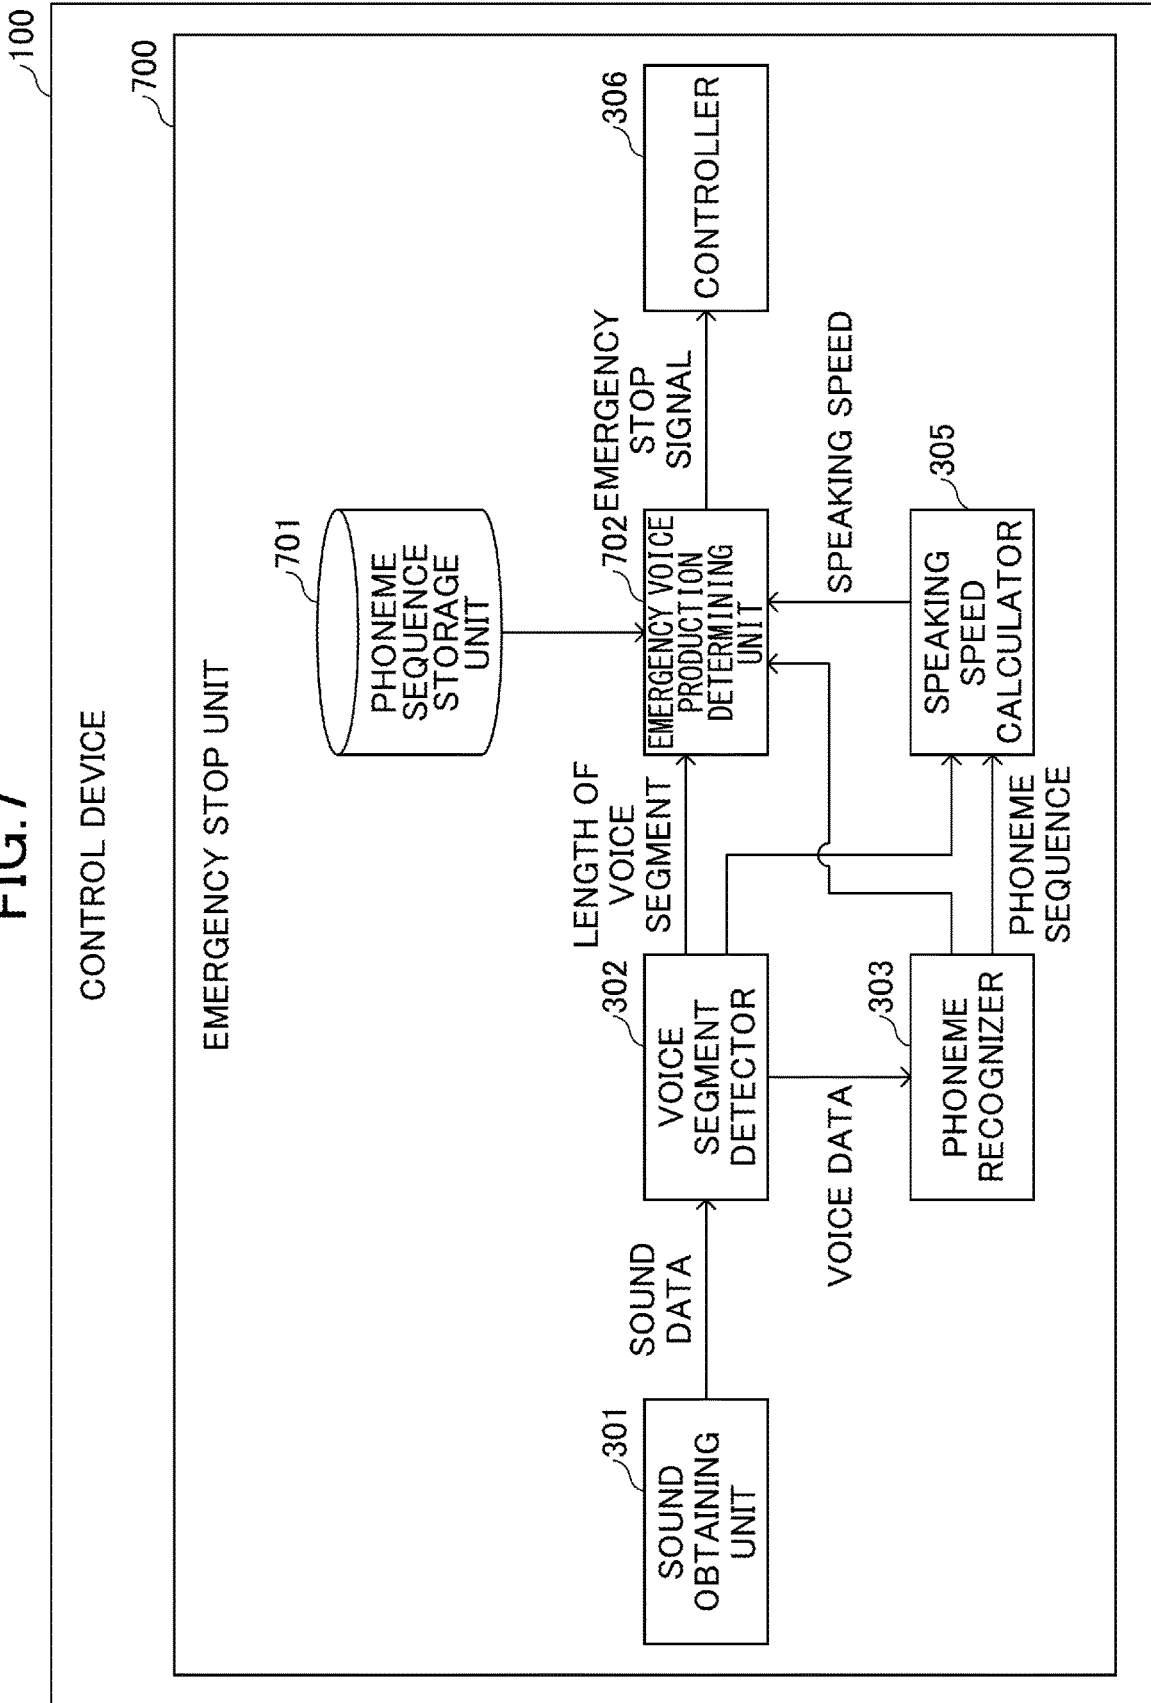 FIG.7
100
CONTROL DEVICE
700
EMERGENCY STOP UNIT
701
PHONEME
SEQUENCE
STORAGE
UNIT
301
SOUND
OBTAINING
UNIT
SOUND
DATA
302
VOICE
SEGMENT
DETECTOR
LENGTH OF
VOICE
SEGMENT
702
EMERGENCY VOICE
PRODUCTION
DETERMINING
UNIT
EMERGENCY
STOP
SIGNAL
306
CONTROLLER
VOICE DATA
SPEAKING SPEED
303
PHONEME
RECOGNIZER
PHONEME
SEQUENCE
305
SPEAKING
SPEED
CALCULATOR